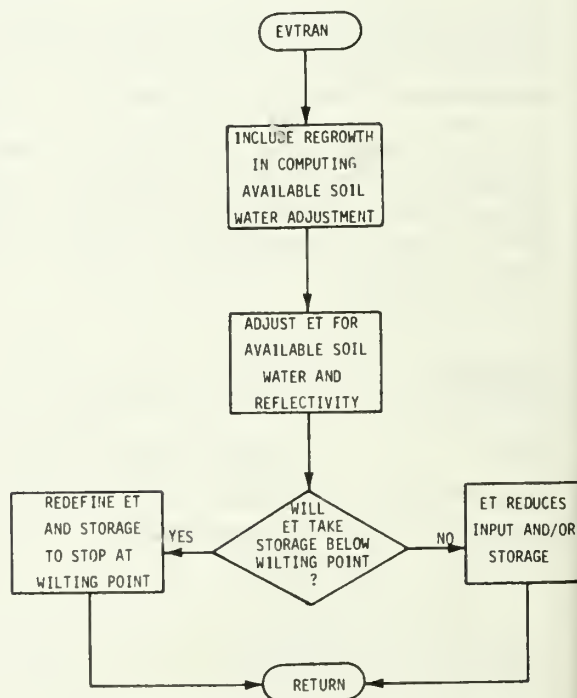 EVTRAN
INCLUDE REGROWTH
IN COMPUTING
AVAILABLE SOIL
WATER ADJUSTMENT
ADJUST ET FOR
AVAILABLE SOIL
WATER AND
REFLECTIVITY
REDEFINE ET
AND STORAGE
TO STOP AT
WILTING POINT
YES
WILL
ET TAKE
STORAGE BELOW
WILTING POINT
?
NO
ET REDUCES
INPUT AND/OR
STORAGE
RETURN